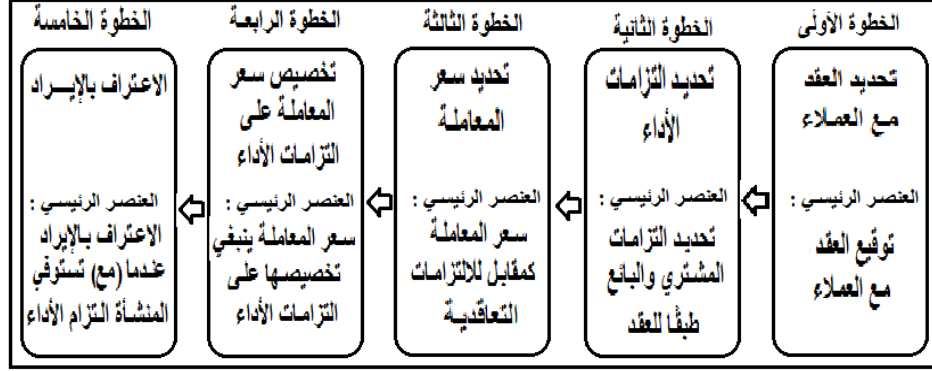 الخطوة الأولى
تحديد العقد
مع العملاء
العنصر الرئيسي :
توقيع العقد
مع العملاء
الخطوة الثانية
تحديد التزامات
الأداء
العنصر الرئيسي :
تحديد التزامات
المشتري والبائع
طبقًا للعقد
الخطوة الثالثة
تحديد سعر
المعاملة
العنصر الرئيسي :
سعر المعاملة
كمقابل للالتزامات
التعاقدية
الخطوة الرابعة
تخصيص سعر
المعاملة على
التزامات الأداء
العنصر الرئيسي :
سعر المعاملة ينبغي
تخصيصها على
التزامات الأداء
الخطوة الخامسة
الاعتراف بالإيــراد
العنصر الرئيسي :
الاعتراف بالإيراد
عندما (مع) تستوفي
المنشأة التزام الأداء